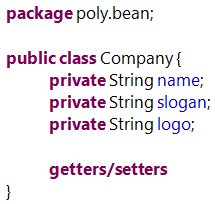 package poly.bean;
public class Company {
private String name;
private String slogan;
private String logo;
getters/setters
}